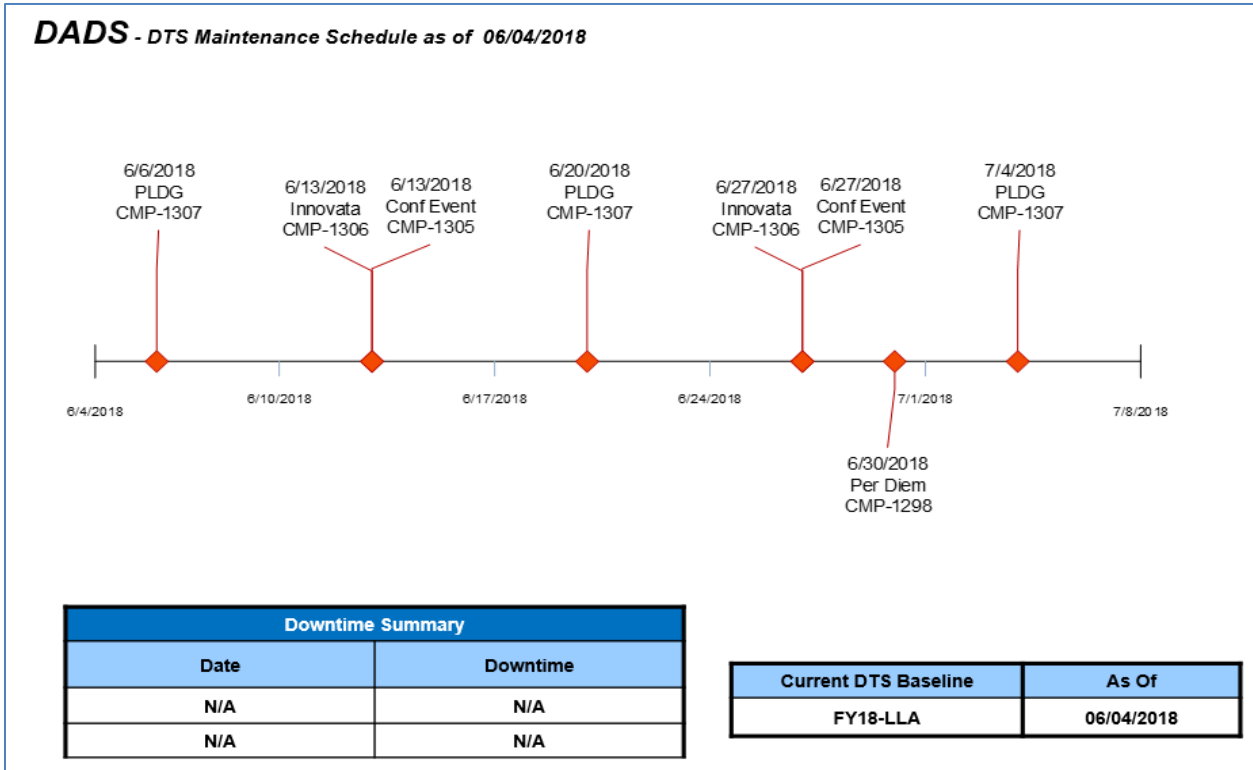 DADS - DTS Maintenance Schedule as of 06/04/2018
6/6/2018
PLDG
CMP-1307
6/13/2018
Innovata
CMP-1306
6/13/2018
Conf Event
CMP-1305
6/20/2018
PLDG
CMP-1307
6/27/2018
Innovata
CMP-1306
6/27/2018
Conf Event
CMP-1305
7/4/2018
PLDG
CMP-1307
6/4/2018
6/10/2018
6/17/2018
6/24/2018
7/1/2018
7/8/2018
6/30/2018
Per Diem
CMP-1298
Downtime Summary
Date Downtime
N/A N/A
N/A N/A
Current DTS Baseline As Of
FY18-LLA 06/04/2018